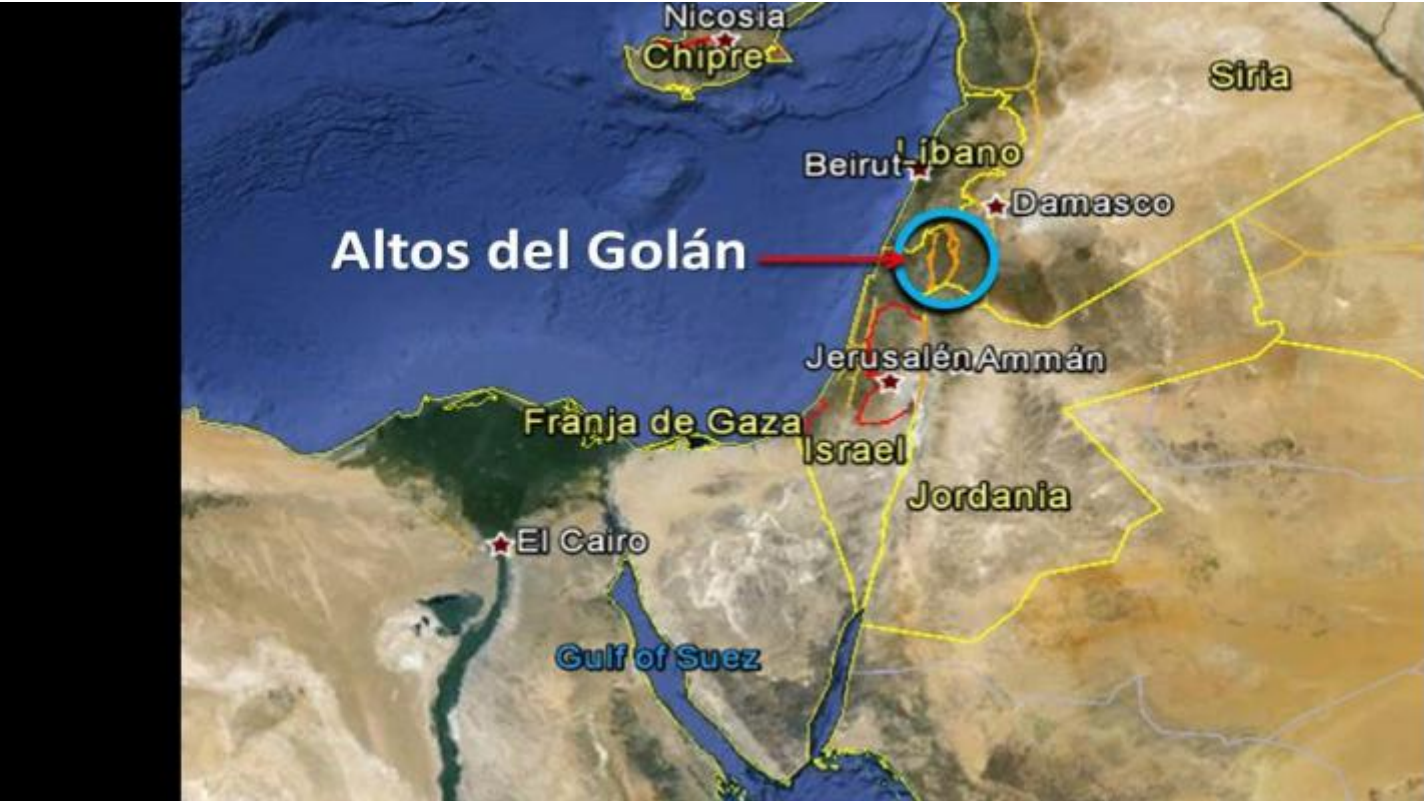 Nicosia
Chipre
Siria
Beirut
Líbano
Damasco
Altos del Golán
Jerusalén
Ammán
Franja de Gaza
Israel
Jordania
El Cairo
Gulf of Suez